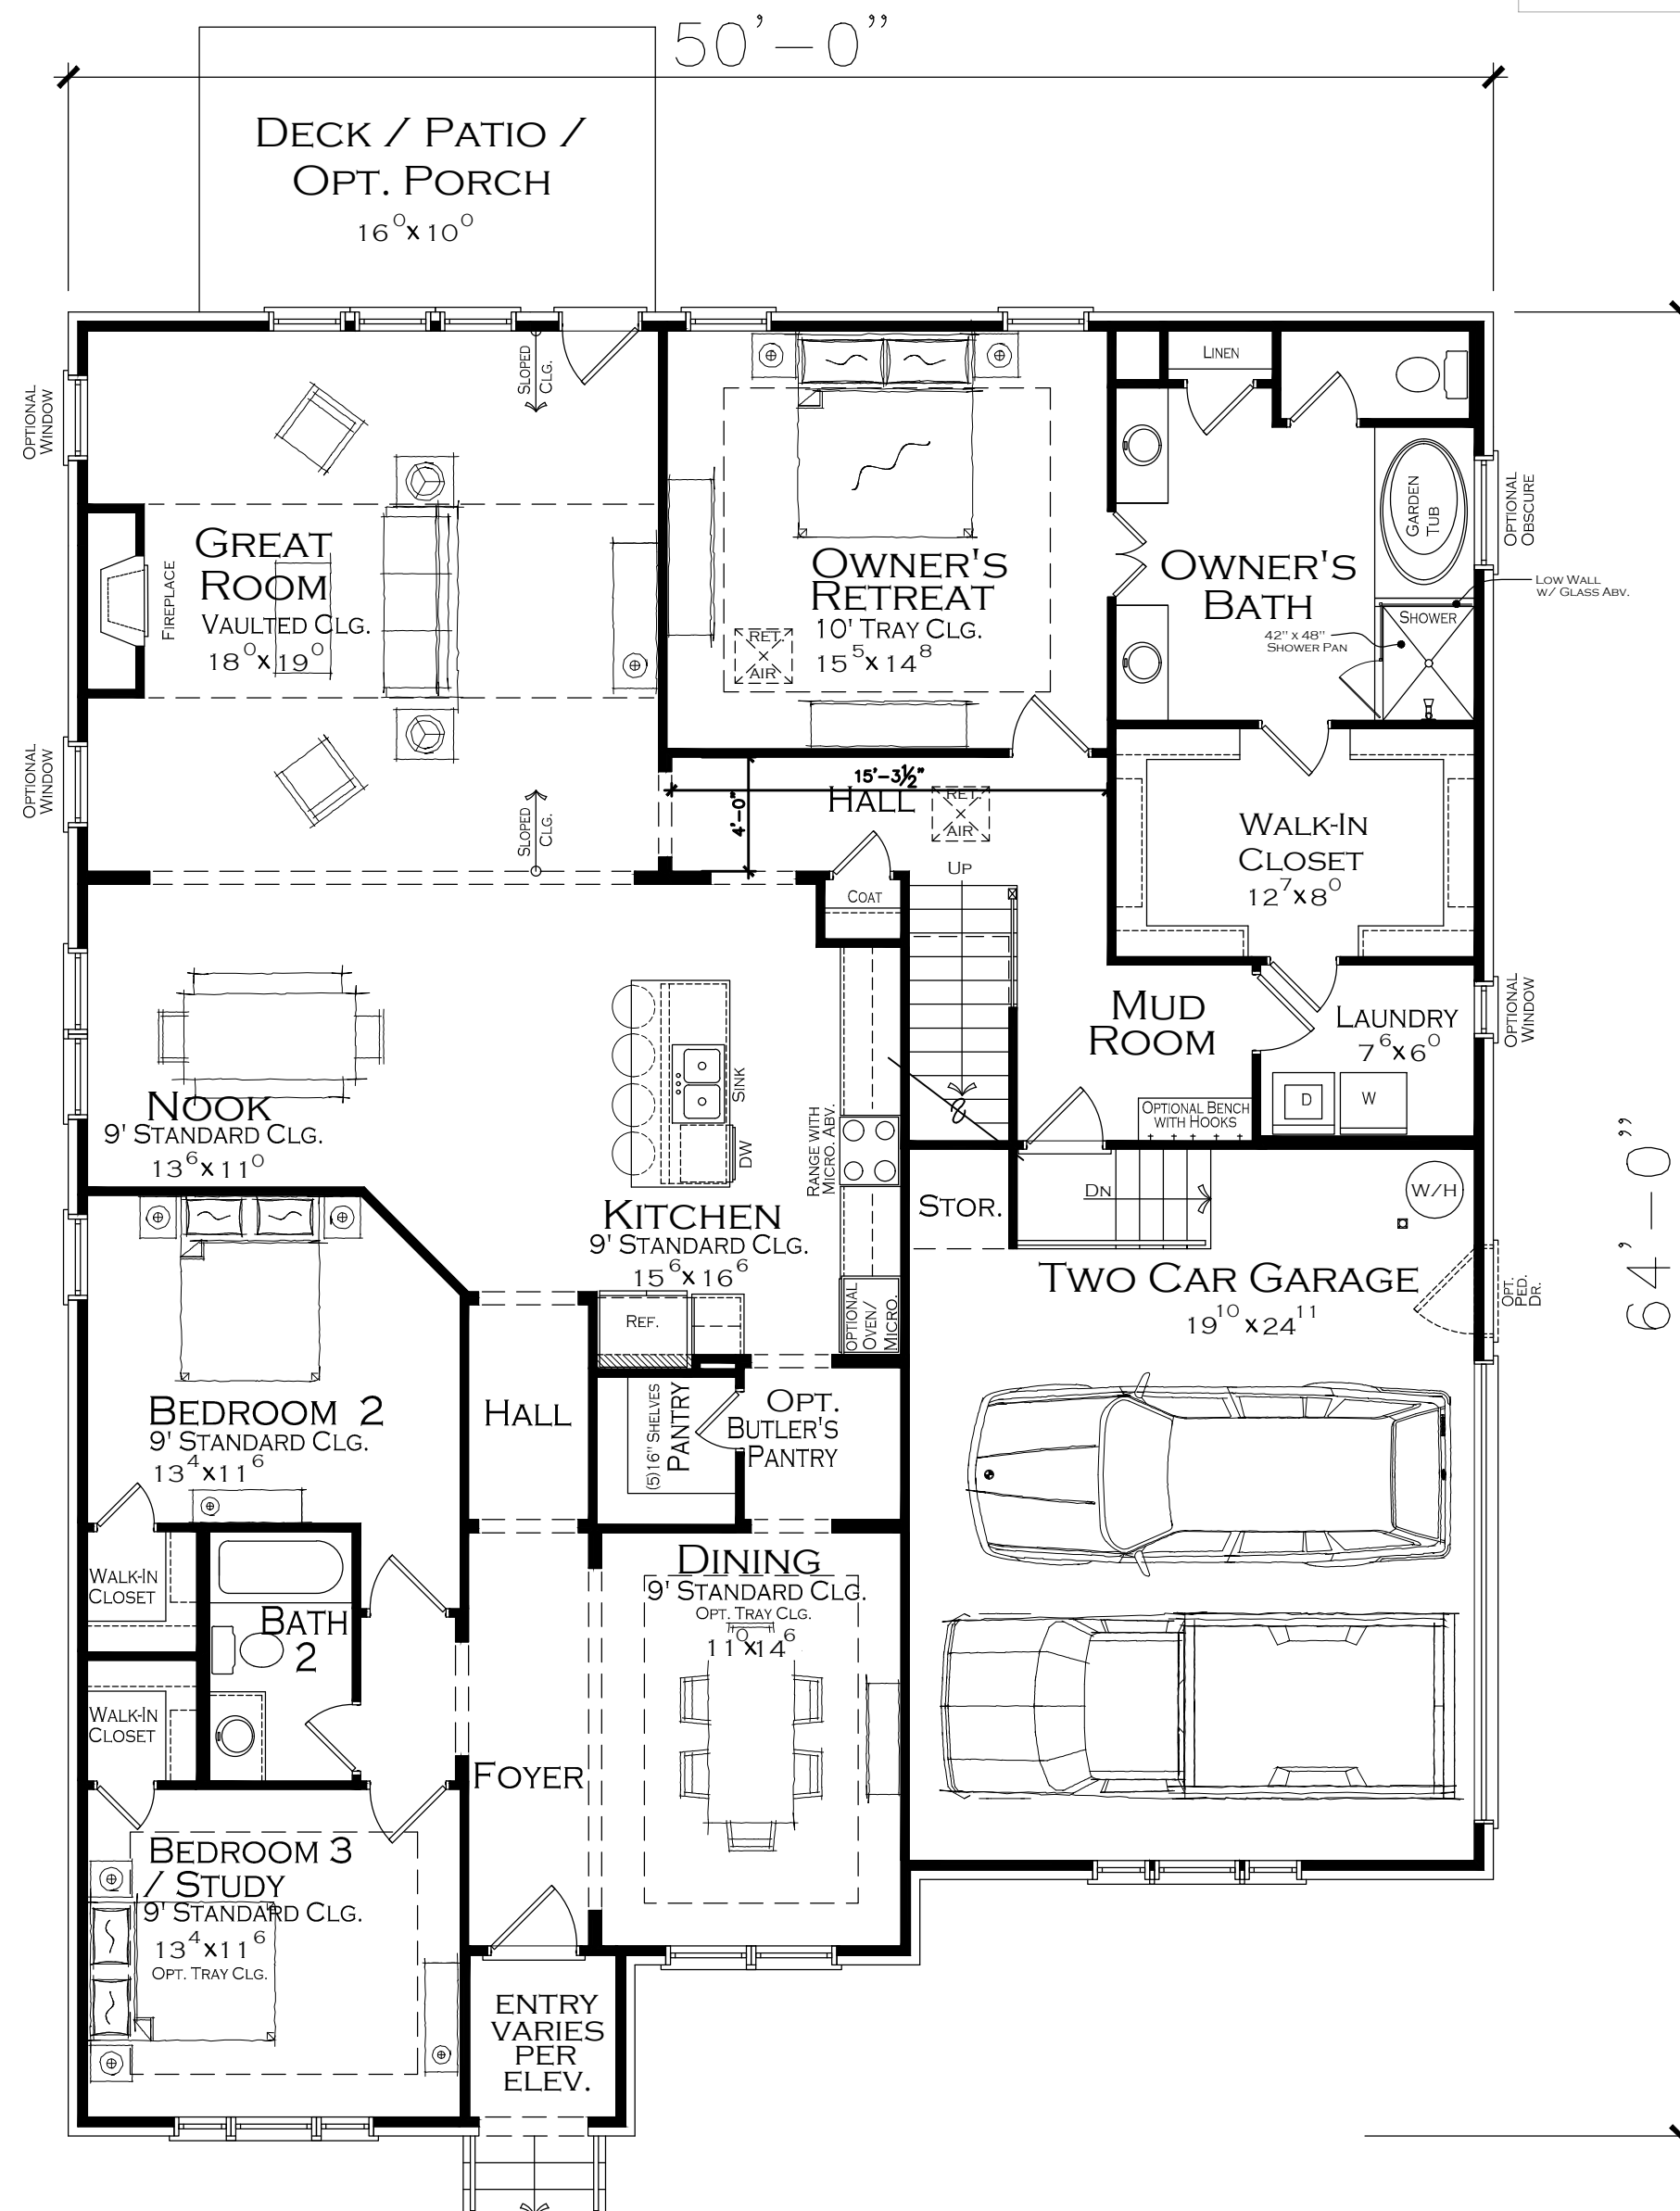 50'-0"
DECK / PATIO /
OPT. PORCH
16⁰x10⁰
OPTIONAL
WINDOW
SLOPED
CLG.
GREAT
ROOM
VAULTED CLG.
18⁰x19⁰
FIREPLACE
OWNER'S
RETREAT
10' TRAY CLG.
15⁵x14⁸
RET.
AIR
LINEN
OWNER'S
BATH
GARDEN
TUB
OPTIONAL
OBSCURE
LOW WALL
W/ GLASS ABV.
SHOWER
42" X 48"
SHOWER PAN
OPTIONAL
WINDOW
SLOPED
CLG.
15'-3½"
4'-0"
HALL
RET.
AIR
UP
COAT
WALK-IN
CLOSET
12⁷x8⁰
MUD
ROOM
LAUNDRY
7⁶x6⁰
OPTIONAL
WINDOW
D
W
OPTIONAL BENCH
WITH HOOKS
NOOK
9' STANDARD CLG.
13⁶x11⁰
SINK
DW
RANGE WITH
MICRO. ABV.
KITCHEN
9' STANDARD CLG.
15⁶x16⁶
REF.
OPTIONAL
OVEN/
MICRO.
STOR.
DN
W/H
TWO CAR GARAGE
19¹⁰x24¹¹
OPT.
PED.
DR.
64'-0"
BEDROOM 2
9' STANDARD CLG.
13⁴x11⁶
HALL
(5)16" SHELVES
PANTRY
OPT.
BUTLER'S
PANTRY
WALK-IN
CLOSET
BATH
2
WALK-IN
CLOSET
DINING
9' STANDARD CLG.
OPT. TRAY CLG.
11⁰x14⁶
FOYER
BEDROOM 3
/ STUDY
9' STANDARD CLG.
13⁴x11⁶
OPT. TRAY CLG.
ENTRY
VARIES
PER
ELEV.